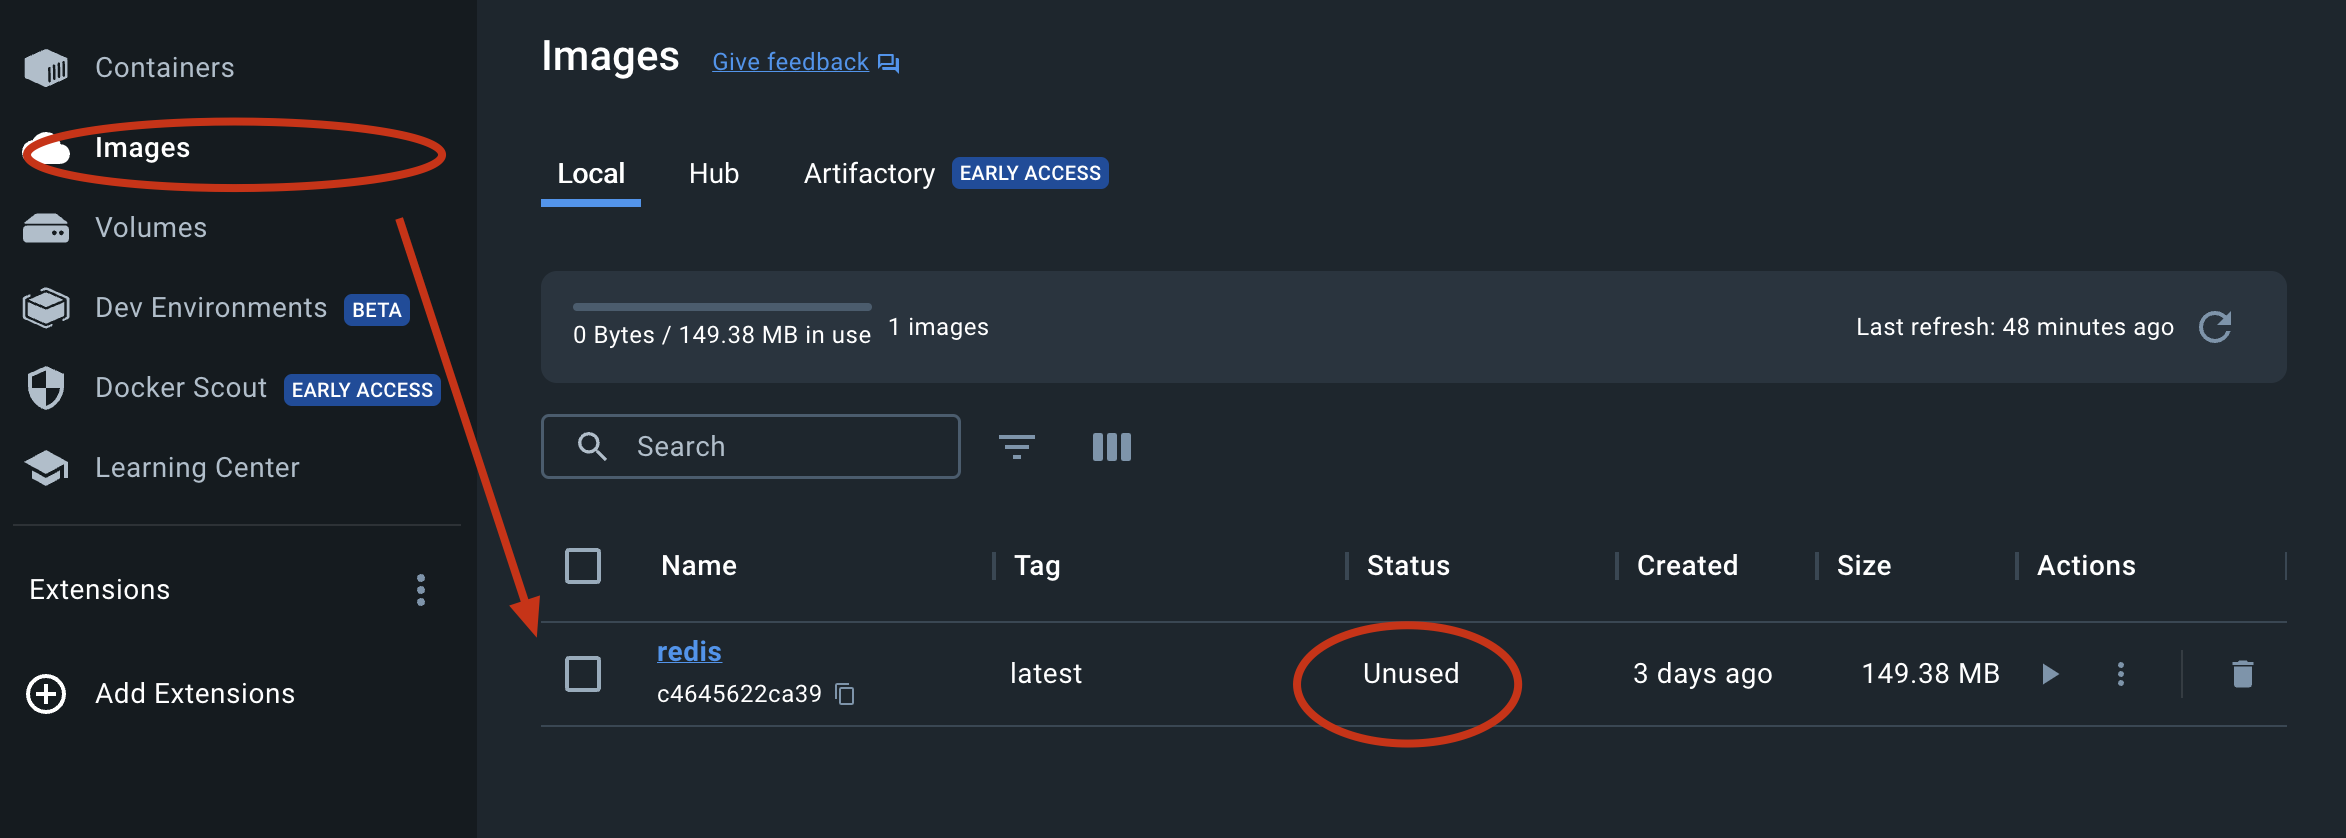 Containers
Images
Volumes
Dev Environments BETA
Docker Scout EARLY ACCESS
Learning Center
Extensions
Add Extensions
Images Give feedback
Local Hub Artifactory EARLY ACCESS
0 Bytes / 149.38 MB in use 1 images Last refresh: 48 minutes ago
Search
Name Tag Status Created Size Actions
redis
c4645622ca39 latest Unused 3 days ago 149.38 MB